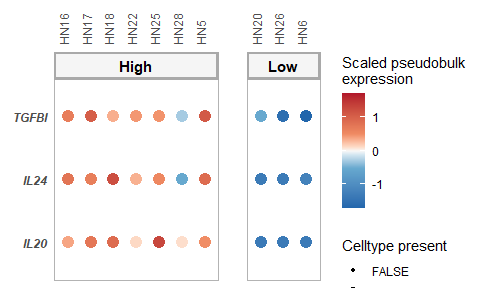 HN16 HN17 HN18 HN22 HN25 HN28 HN5 HN20 HN26 HN6
High Low
TGFBI
IL24
IL20
Scaled pseudobulk
expression
1
0
-1
Celltype present
FALSE